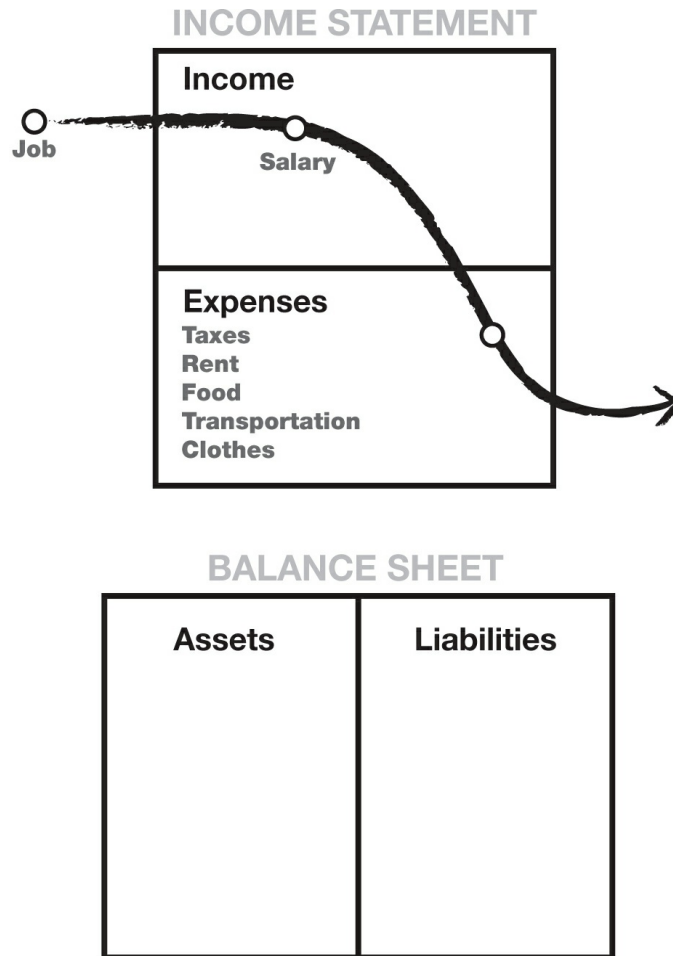 INCOME STATEMENT
Income
Job
Salary
Expenses
Taxes
Rent
Food
Transportation
Clothes
BALANCE SHEET
Assets
Liabilities